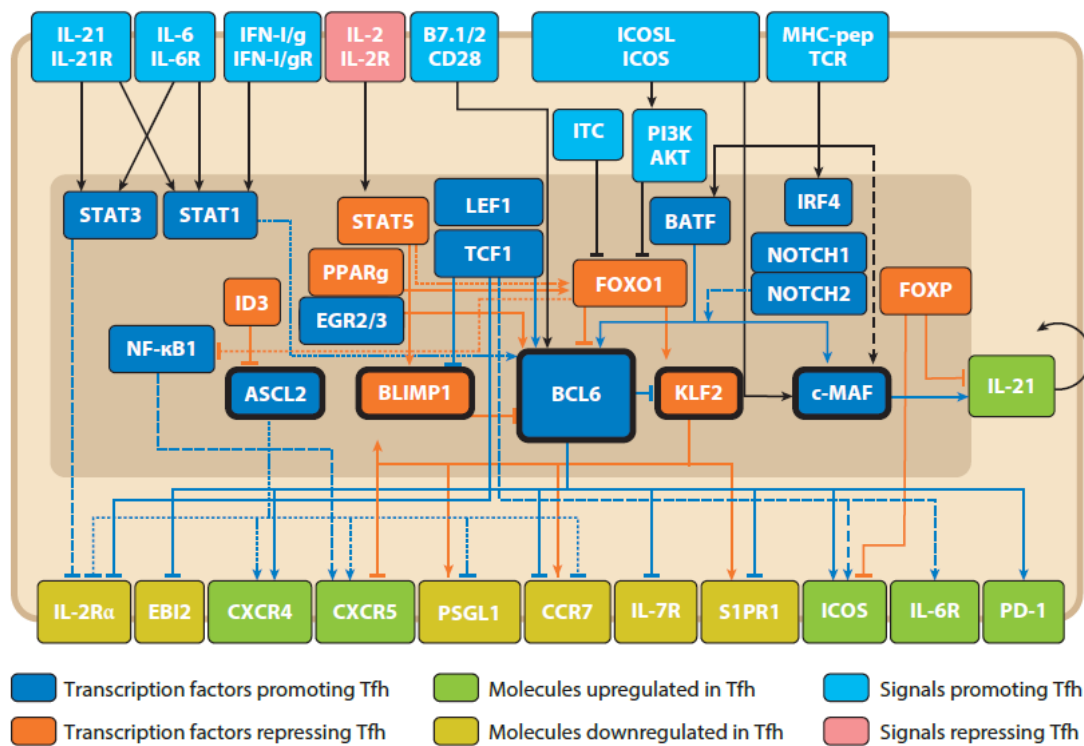 IL-21
IL-21R
IL-6
IL-6R
IFN-I/g
IFN-I/gR
IL-2
IL-2R
B7.1/2
CD28
ICOSL
ICOS
MHC-pep
TCR
ITC
PI3K
AKT
STAT3
STAT1
STAT5
LEF1
TCF1
BATF
IRF4
PPARg
EGR2/3
FOXO1
NOTCH1
NOTCH2
FOXP
ID3
NF-κB1
ASCL2
BLIMP1
BCL6
KLF2
c-MAF
IL-21
IL-2Rα
EBI2
CXCR4
CXCR5
PSGL1
CCR7
IL-7R
S1PR1
ICOS
IL-6R
PD-1
Transcription factors promoting Tfh
Molecules upregulated in Tfh
Signals promoting Tfh
Transcription factors repressing Tfh
Molecules downregulated in Tfh
Signals repressing Tfh